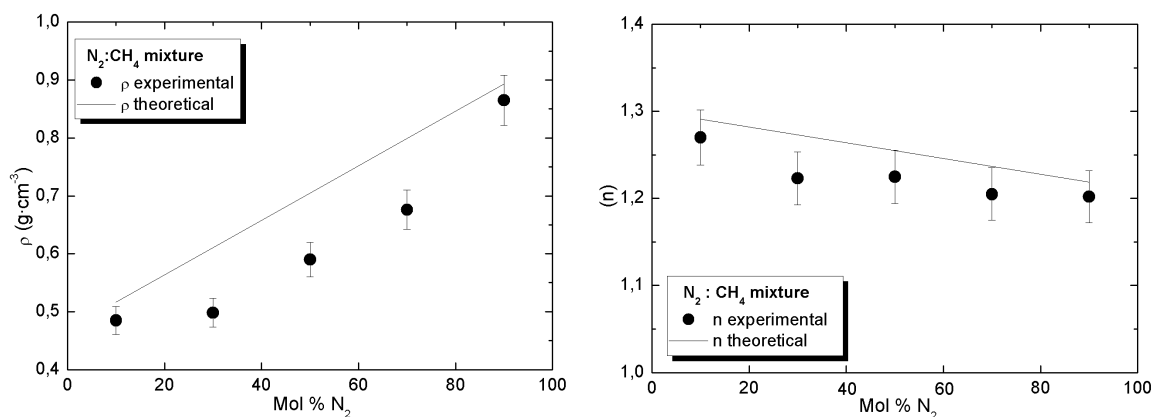 1,0
0,9
0,8
0,7
0,6
0,5
0,4
ρ (g·cm⁻³)
N₂:CH₄ mixture
ρ experimental
ρ theoretical
0 20 40 60 80 100
Mol % N₂
1,4
1,3
1,2
1,1
1,0
(n)
N₂ : CH₄ mixture
n experimental
n theoretical
0 20 40 60 80 100
Mol % N₂